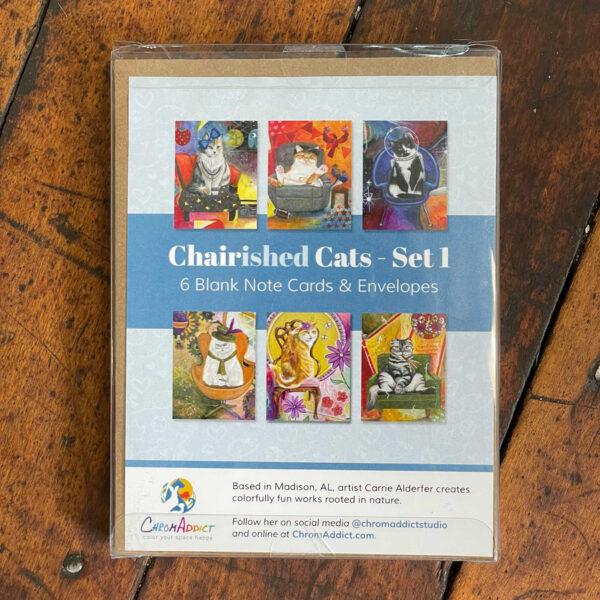 Chairished Cats - Set 1
6 Blank Note Cards & Envelopes
Based in Madison, AL, artist Carrie Alderfer creates
colorfully fun works rooted in nature.
CHROMADDICT
color your space happy
Follow her on social media @chromaddictstudio
and online at ChromAddict.com.